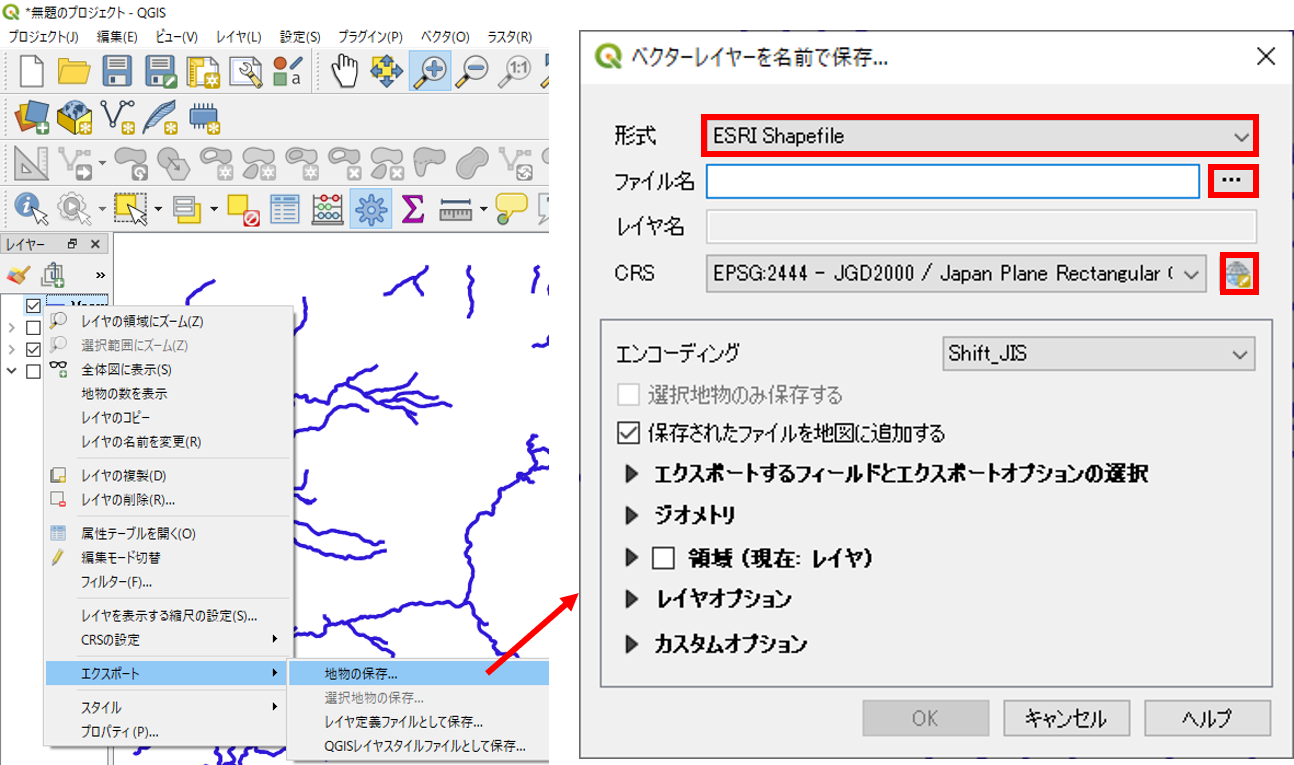 *無題のプロジェクト - QGIS
プロジェクト(J) 編集(E) ビュー(V) レイヤ(L) 設定(S) プラグイン(P) ベクタ(O) ラスタ(R)
1:1
a
レイヤー
レイヤの領域にズーム(Z)
選択範囲にズーム(Z)
全体図に表示(S)
地物の数を表示
レイヤのコピー
レイヤの名前を変更(R)
レイヤの複製(D)
レイヤの削除(R)...
属性テーブルを開く(O)
編集モード切替
フィルター(F)...
レイヤを表示する縮尺の設定(S)...
CRSの設定
エクスポート
スタイル
プロパティ(P)...
地物の保存...
選択地物の保存...
レイヤ定義ファイルとして保存...
QGISレイヤスタイルファイルとして保存...
ベクターレイヤーを名前で保存...
形式 ESRI Shapefile
ファイル名 ...
レイヤ名
CRS EPSG:2444 - JGD2000 / Japan Plane Rectangular
エンコーディング Shift_JIS
選択地物のみ保存する
保存されたファイルを地図に追加する
エクスポートするフィールドとエクスポートオプションの選択
ジオメトリ
領域 (現在: レイヤ)
レイヤオプション
カスタムオプション
OK キャンセル ヘルプ